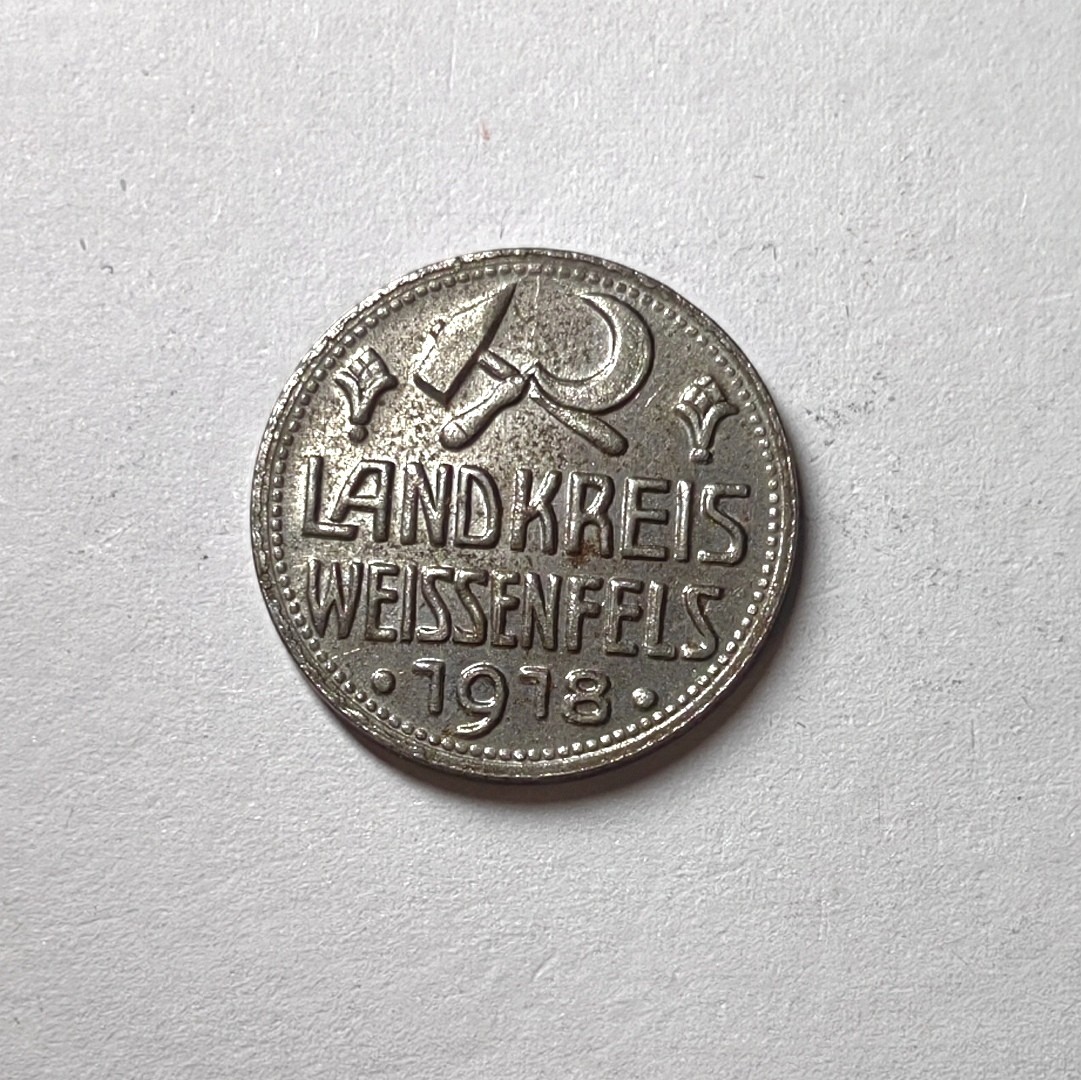 LANDKREIS
WEISSENFELS
• 1918 •